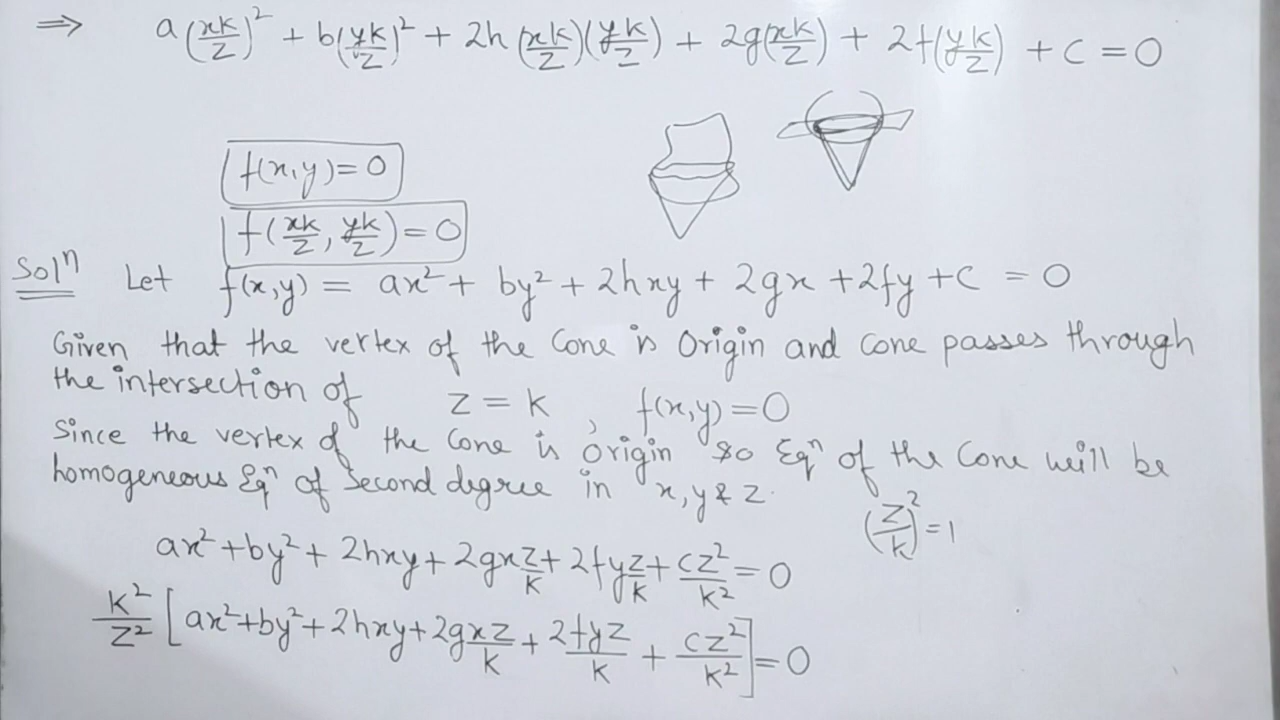 ⇒ a(xk/z)² + b(yk/z)² + 2h(xk/z)(yk/z) + 2g(xk/z) + 2f(yk/z) + c = 0
f(x,y) = 0
f(xk/z, yk/z) = 0
Solⁿ Let f(x,y) = ax² + by² + 2hxy + 2gx + 2fy + c = 0
Given that the vertex of the Cone is Origin and Cone passes through
the intersection of z = k , f(x,y) = 0
Since the vertex of the Cone is origin so Eqⁿ of the Cone will be
homogeneous Eqⁿ of Second degree in x, y & z.
(z/k)² = 1
ax² + by² + 2hxy + 2gx z/k + 2fy z/k + cz²/k² = 0
k²/z² [ax² + by² + 2hxy + 2gxz/k + 2fyz/k + cz²/k²] = 0